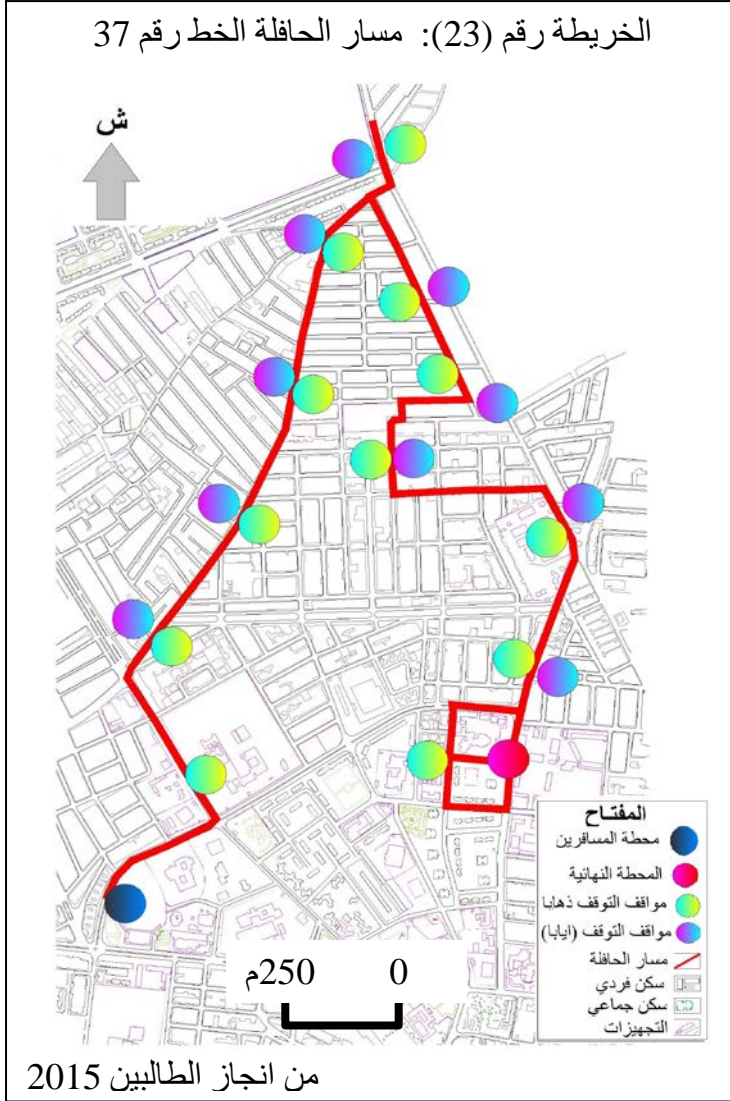 الخريطة رقم (23): مسار الحافلة الخط رقم 37
ش
المفتاح
محطة المسافرين
المحطة النهائية
مواقف التوقف ذهابا
مواقف التوقف (ايابا)
مسار الحافلة
سكن فردي
سكن جماعي
التجهيزات
0 250م
من انجاز الطالبين 2015